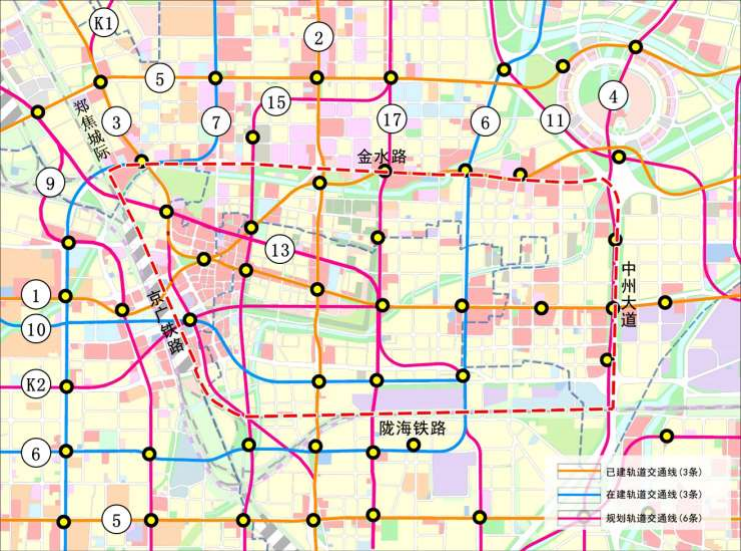 K1
2
5
15
4
3
7
17
6
11
郑焦城际
金水路
9
13
1
中州大道
京广铁路
10
K2
陇海铁路
6
已建轨道交通线(3条)
在建轨道交通线(3条)
5
规划轨道交通线(6条)